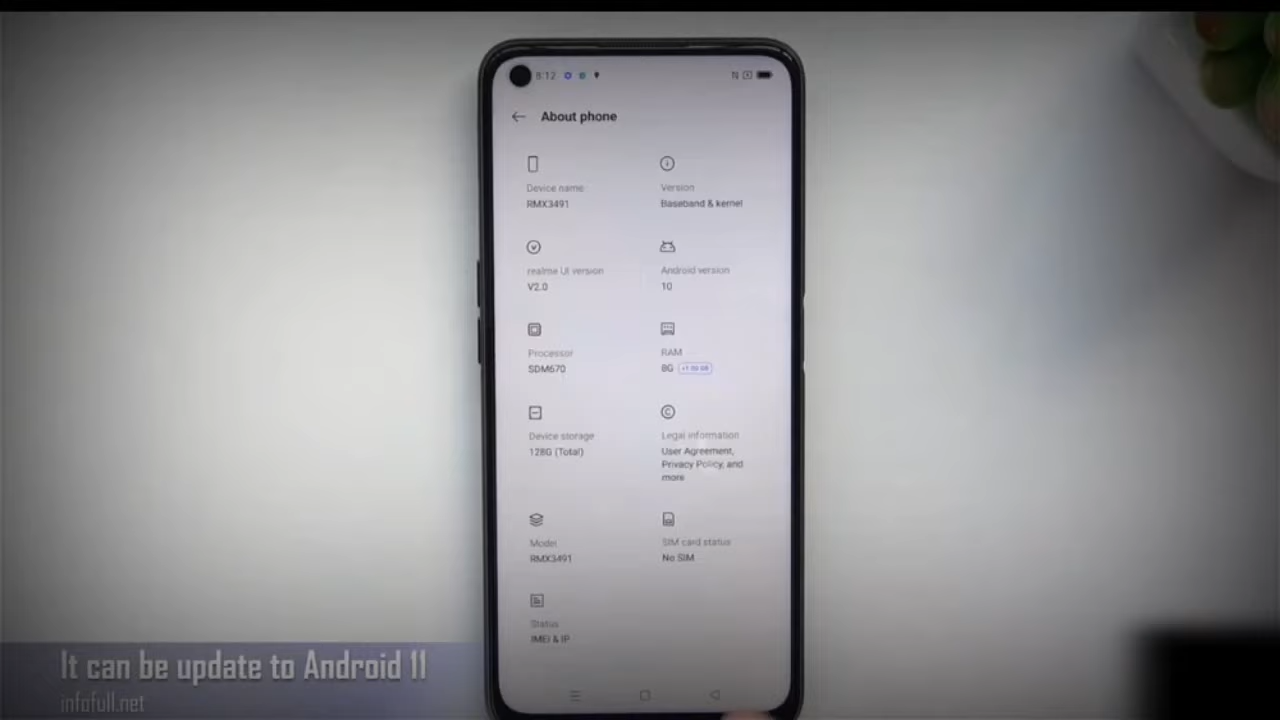 8:12
About phone
Device name
RMX3491
Version
Baseband & kernel
realme UI version
V2.0
Android version
10
Processor
SDM670
RAM
8G
Device storage
128G (Total)
Legal information
User Agreement,
Privacy Policy, and
more
Model
RMX3491
SIM card status
No SIM
Status
IMEI & IP
It can be update to Android 11
infofull.net